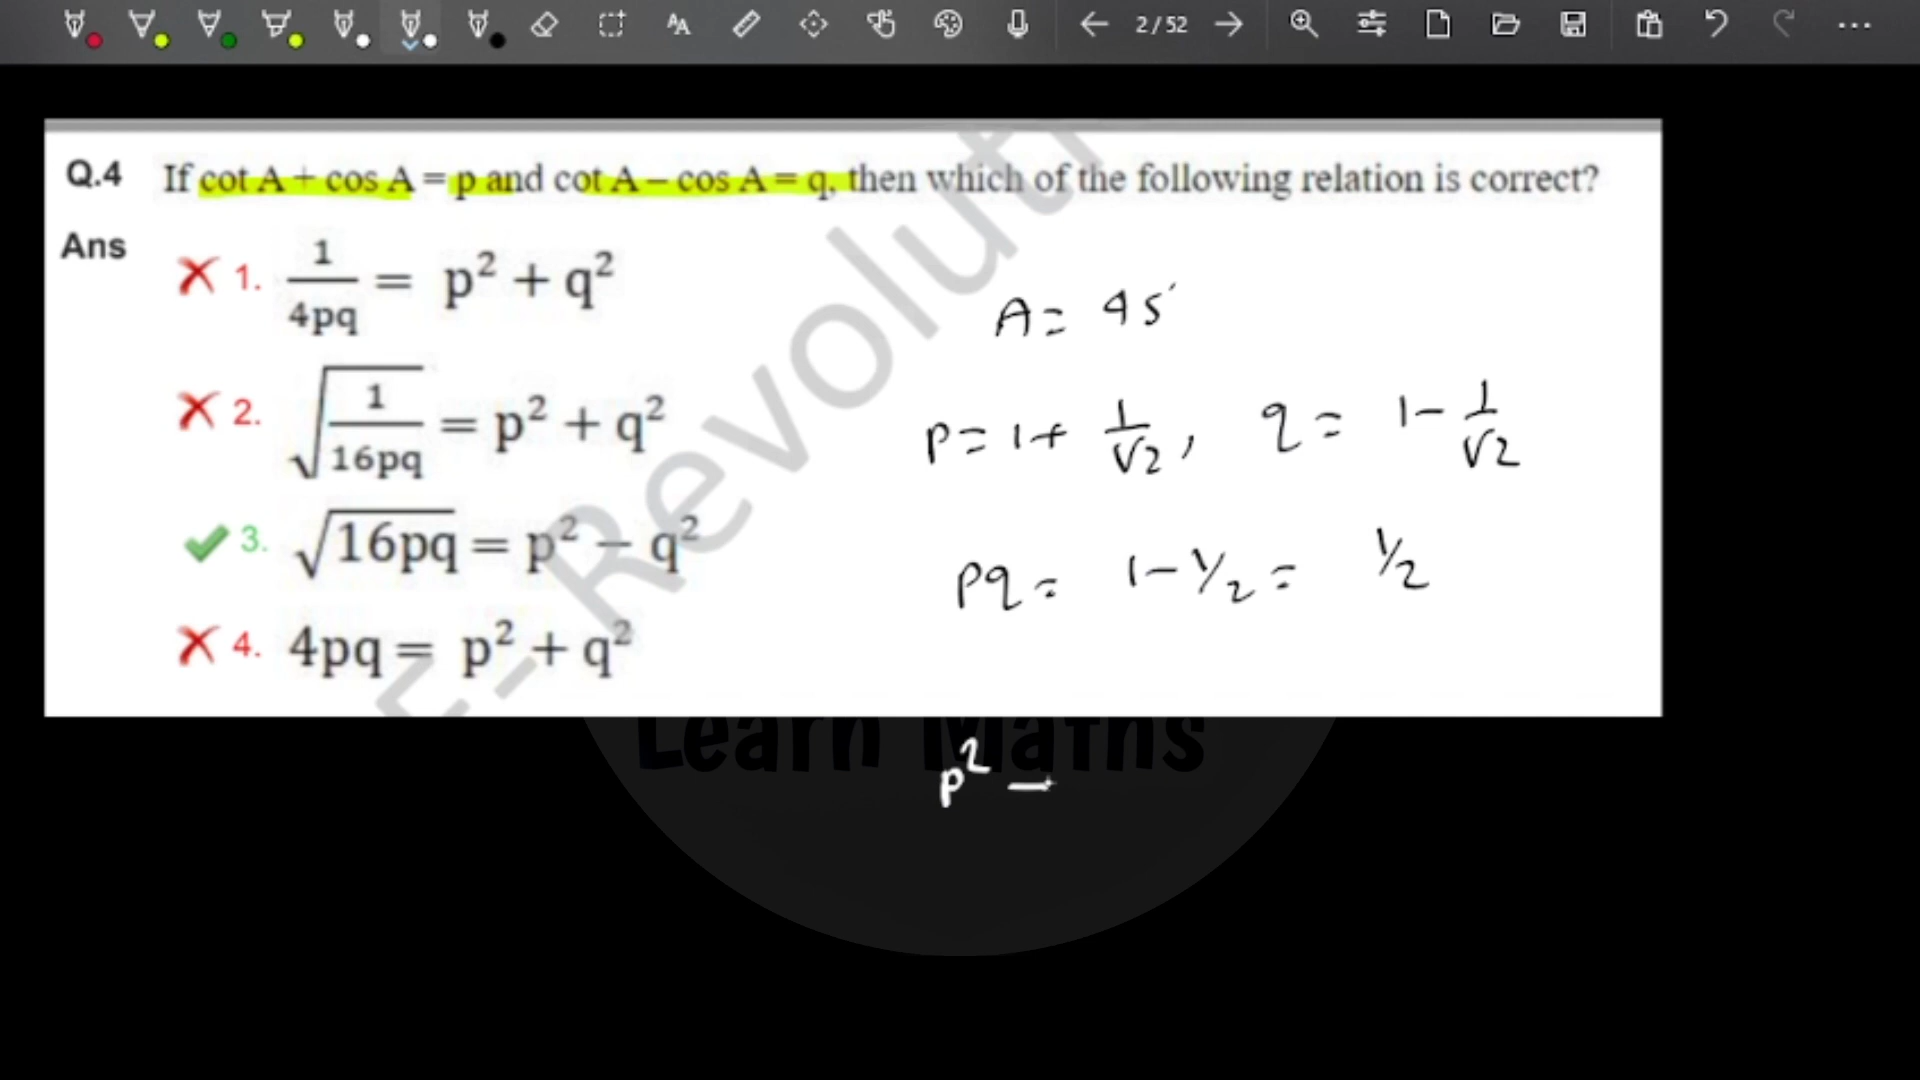 2 / 52
Q.4 If cot A + cos A = p and cot A – cos A = q, then which of the following relation is correct?
Ans
1. 1/4pq = p² + q²
2. √(1/16pq) = p² + q²
3. √16pq = p² – q²
4. 4pq = p² + q²
A = 45°
p = 1 + 1/√2, q = 1 - 1/√2
pq = 1 - 1/2 = 1/2
E - Revoluti
Learn Maths
p² -